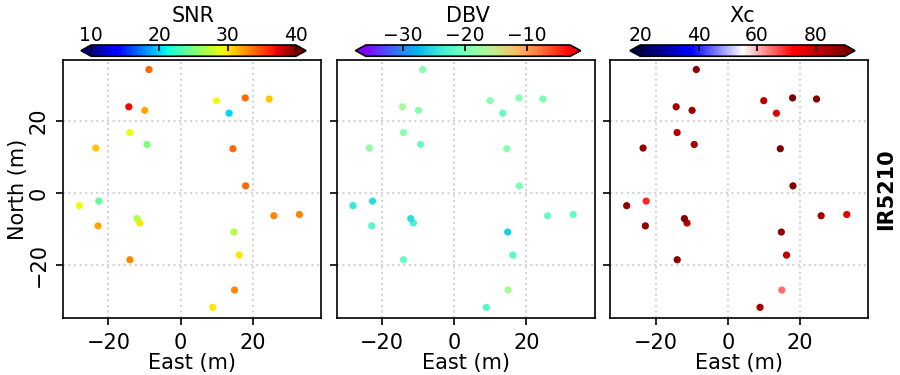 SNR DBV Xc
10 20 30 40 −30 −20 −10 20 40 60 80
North (m)
20
0
−20
−20 0 20 −20 0 20 −20 0 20
East (m) East (m) East (m)
IR5210